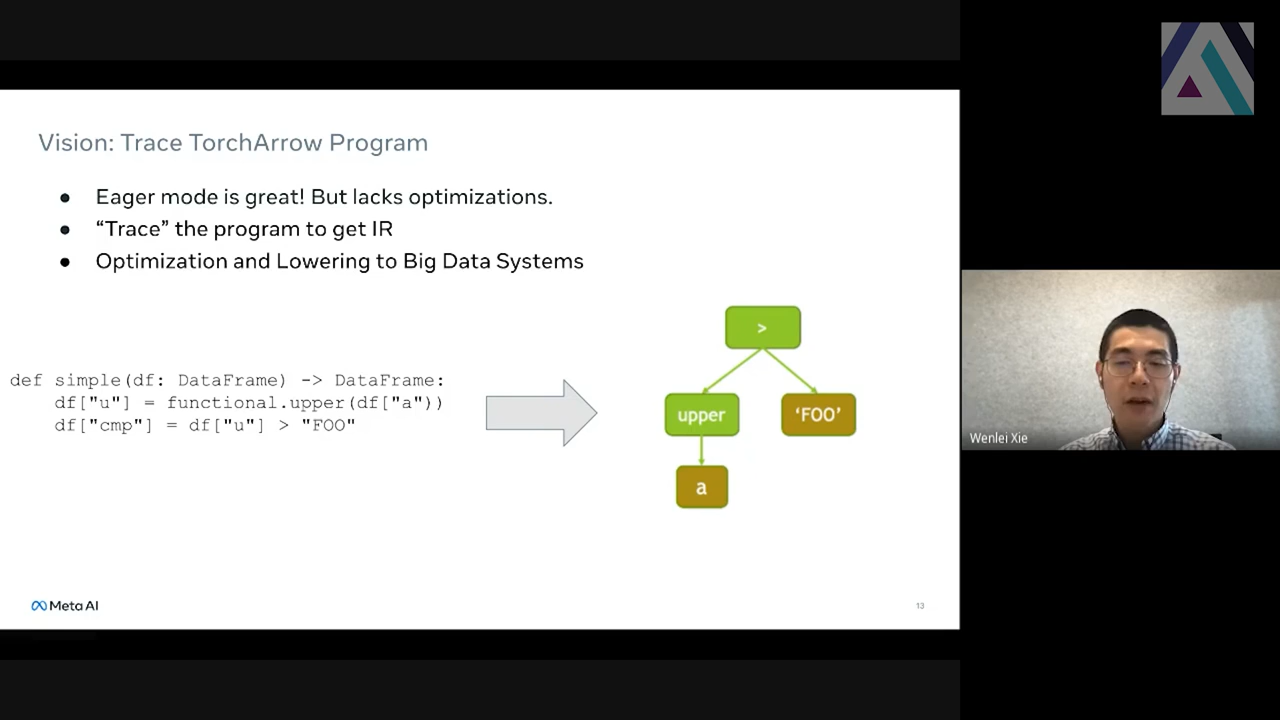 Vision: Trace TorchArrow Program
● Eager mode is great! But lacks optimizations.
● “Trace” the program to get IR
● Optimization and Lowering to Big Data Systems
def simple(df: DataFrame) -> DataFrame:
df["u"] = functional.upper(df["a"])
df["cmp"] = df["u"] > "FOO"
>
upper
‘FOO’
a
Meta AI
13
Wenlei Xie